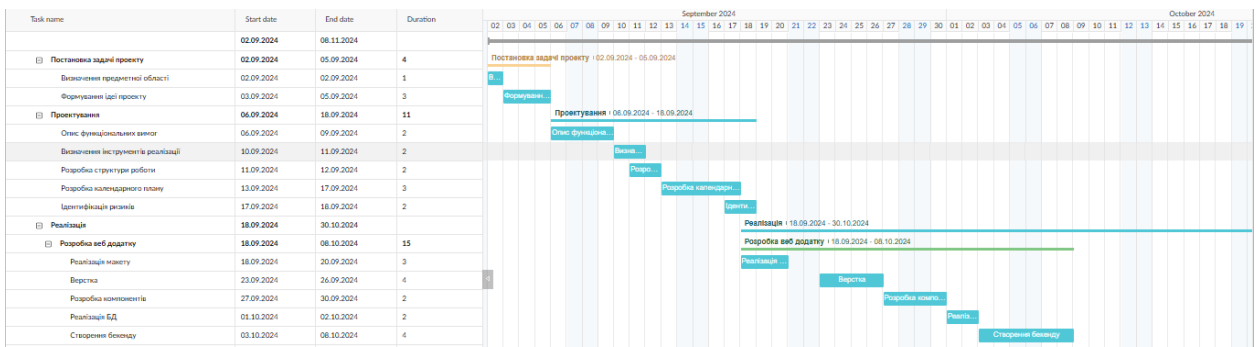 Task name Start date End date Duration September 2024 October 2024
02 03 04 05 06 07 08 09 10 11 12 13 14 15 16 17 18 19 20 21 22 23 24 25 26 27 28 29 30 01 02 03 04 05 06 07 08 09 10 11 12 13 14 15 16 17 18 19
02.09.2024 08.11.2024
Постановка задачі проекту 02.09.2024 05.09.2024 4 Постановка задачі проекту 02.09.2024 - 05.09.2024
Визначення предметної області 02.09.2024 02.09.2024 1 В...
Формування ідеї проекту 03.09.2024 05.09.2024 3 Формуванн...
Проектування 06.09.2024 18.09.2024 11 Проектування 06.09.2024 - 18.09.2024
Опис функціональних вимог 06.09.2024 09.09.2024 2 Опис функціона...
Визначення інструментів реалізації 10.09.2024 11.09.2024 2 Визна...
Розробка структури роботи 11.09.2024 12.09.2024 2 Розро...
Розробка календарного плану 13.09.2024 17.09.2024 3 Розробка календарн...
Ідентифікація ризиків 17.09.2024 18.09.2024 2 Іденти...
Реалізація 18.09.2024 30.10.2024 Реалізація 18.09.2024 - 30.10.2024
Розробка веб додатку 18.09.2024 08.10.2024 15 Розробка веб додатку 18.09.2024 - 08.10.2024
Реалізація макету 18.09.2024 20.09.2024 3 Реалізація ...
Верстка 23.09.2024 26.09.2024 4 Верстка
Розробка компонентів 27.09.2024 30.09.2024 2 Розробка компо...
Реалізація БД 01.10.2024 02.10.2024 2 Реаліз...
Створення бекенду 03.10.2024 08.10.2024 4 Створення бекенду